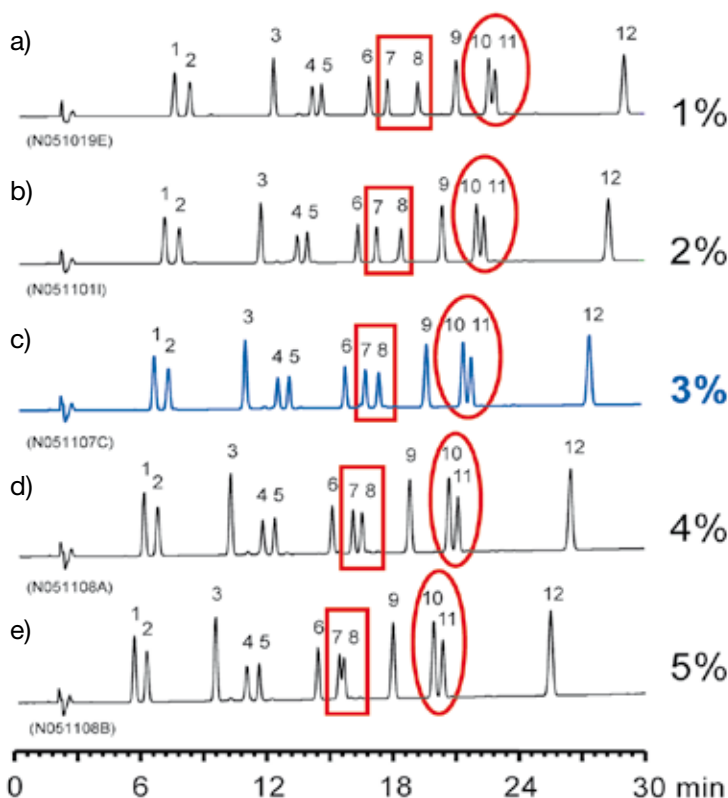 a)
1 2 3 4 5 6 7 8 9 10 11 12
1%
(N051019E)
b)
1 2 3 4 5 6 7 8 9 10 11 12
2%
(N051101I)
c)
1 2 3 4 5 6 7 8 9 10 11 12
3%
(N051107C)
d)
1 2 3 4 5 6 7 8 9 10 11 12
4%
(N051108A)
e)
1 2 3 4 5 6 7 8 9 10 11 12
5%
(N051108B)
0 6 12 18 24 min 30